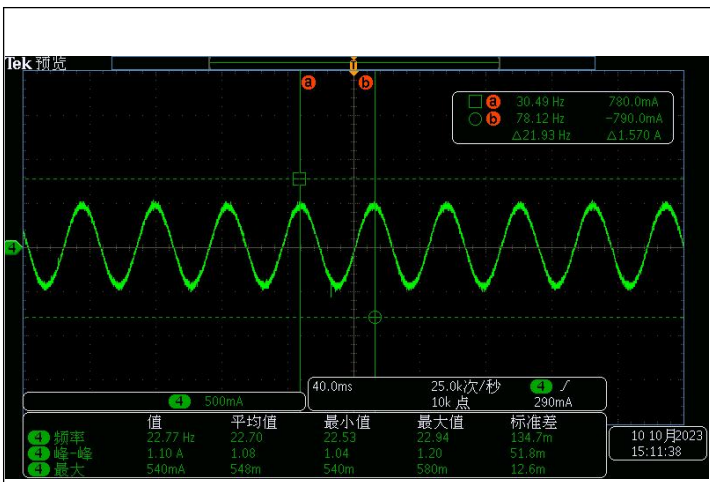 Tek 预览
T
a b
a 30.49 Hz 780.0mA
b 78.12 Hz -790.0mA
△21.93 Hz △1.570 A
4
4 500mA
40.0ms 25.0k次/秒 4
10k 点 290mA
值 平均值 最小值 最大值 标准差
4 频率 22.77 Hz 22.70 22.53 22.94 134.7m
4 峰-峰 1.10 A 1.08 1.04 1.20 51.8m
4 最大 540mA 548m 540m 580m 12.6m
10 10月2023
15:11:38